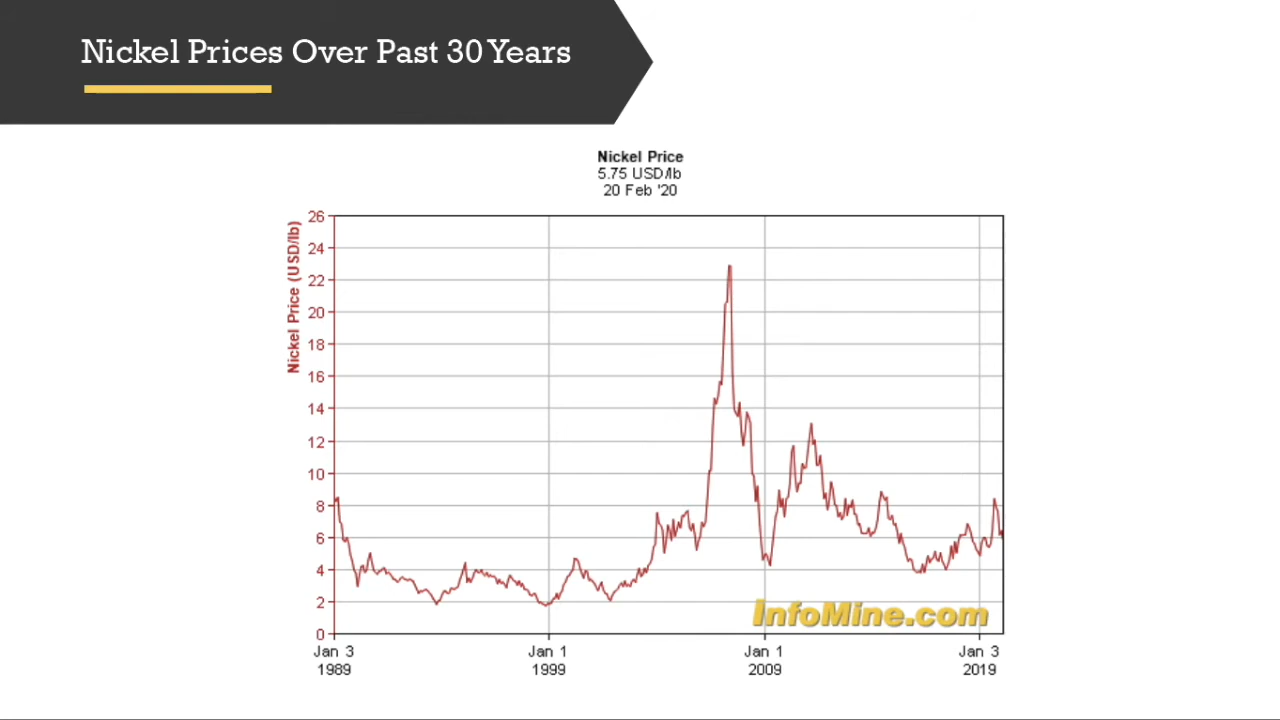 Nickel Prices Over Past 30 Years
Nickel Price
5.75 USD/lb
20 Feb '20
Nickel Price (USD/lb)
26
24
22
20
18
16
14
12
10
8
6
4
2
0
InfoMine.com
Jan 3 Jan 1 Jan 1 Jan 3
1989 1999 2009 2019